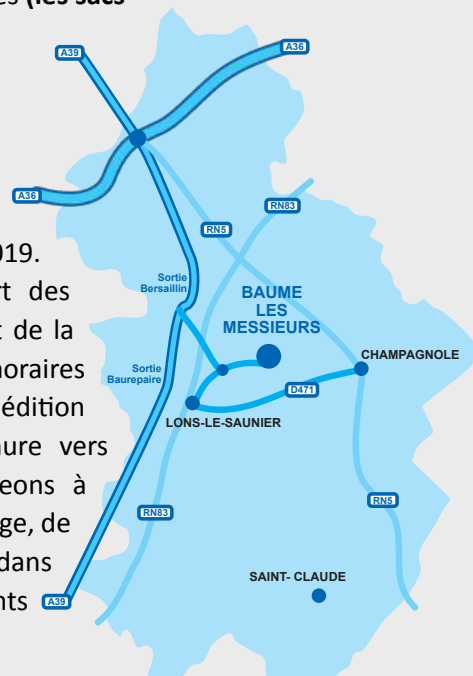 es (les sacs
019.
rt des
t de la
horaires
édition
ure vers
eons à
ge, de
dans
nts
A39
A36
A36
RN83
RN5
Sortie
Bersaillin
BAUME
LES
MESSIEURS
Sortie
Baurepaire
CHAMPAGNOLE
D471
LONS-LE-SAUNIER
RN83
RN5
SAINT- CLAUDE
A39